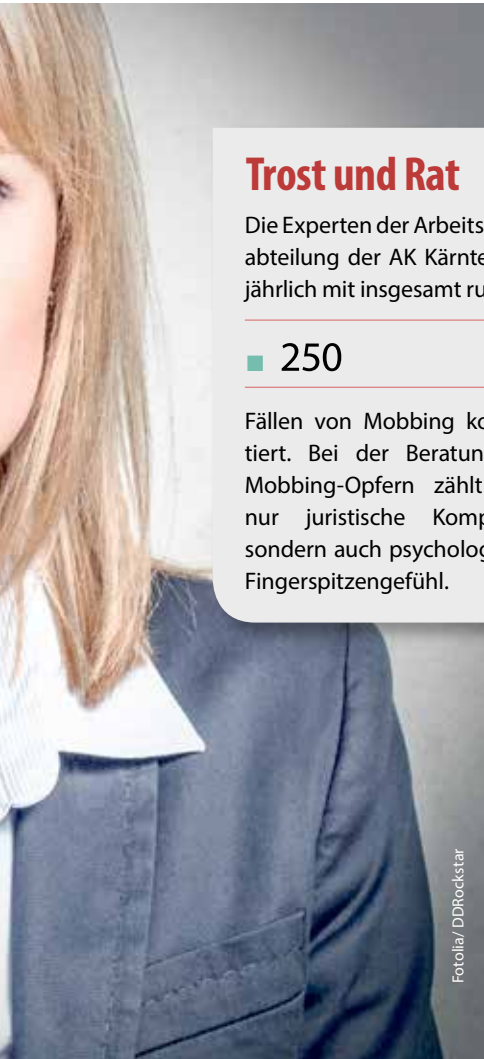 Trost und Rat
Die Experten der Arbeits
abteilung der AK Kärnte
jährlich mit insgesamt ru
250
Fällen von Mobbing ko
tiert. Bei der Beratun
Mobbing-Opfern zählt
nur juristische Komp
sondern auch psycholog
Fingerspitzengefühl.
Fotolia/ DDRockstar